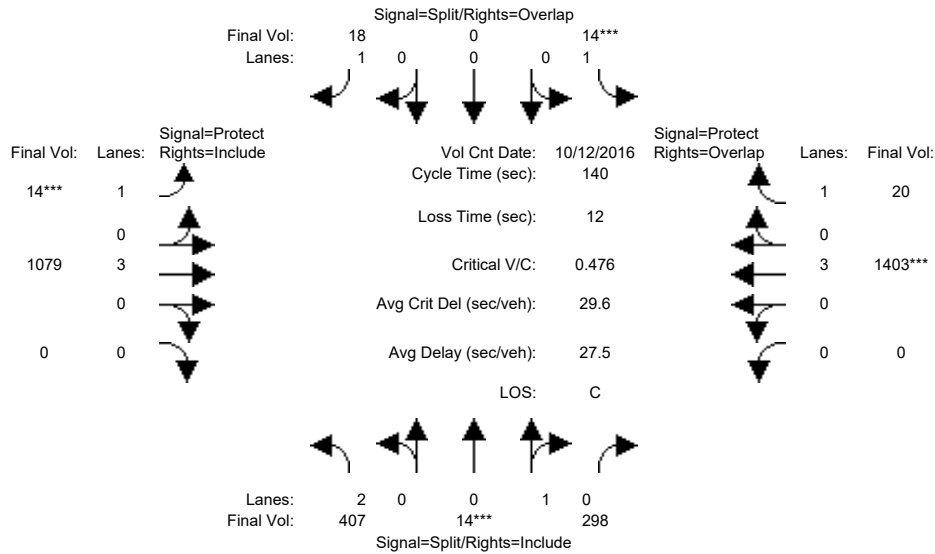 Signal=Split/Rights=Overlap
Final Vol: 18 0 14***
Lanes: 1 0 0 0 1
Signal=Protect
Final Vol: Lanes: Rights=Include
Vol Cnt Date: 10/12/2016
Signal=Protect
Rights=Overlap Lanes: Final Vol:
Cycle Time (sec): 140
14*** 1
1 20
Loss Time (sec): 12
0
0
1079 3
Critical V/C: 0.476
3 1403***
0
Avg Crit Del (sec/veh): 29.6
0
0 0
Avg Delay (sec/veh): 27.5
0 0
LOS: C
Lanes: 2 0 0 1 0
Final Vol: 407 14*** 298
Signal=Split/Rights=Include